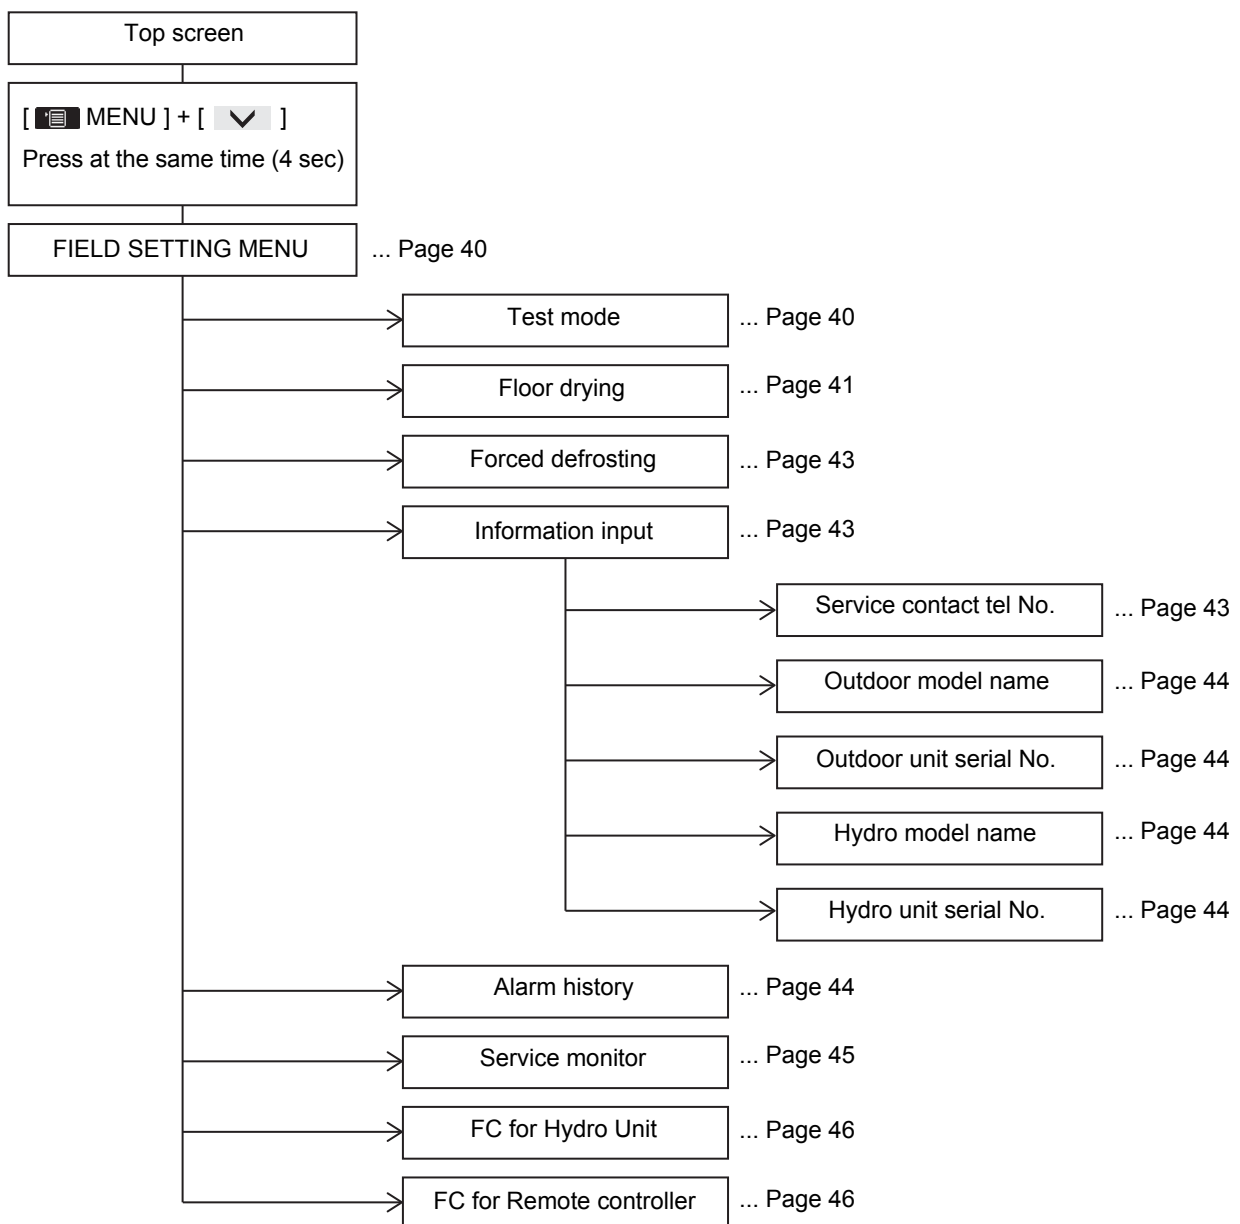 Top screen
[ MENU ] + [ ]
Press at the same time (4 sec)
FIELD SETTING MENU ... Page 40
Test mode ... Page 40
Floor drying ... Page 41
Forced defrosting ... Page 43
Information input ... Page 43
Service contact tel No. ... Page 43
Outdoor model name ... Page 44
Outdoor unit serial No. ... Page 44
Hydro model name ... Page 44
Hydro unit serial No. ... Page 44
Alarm history ... Page 44
Service monitor ... Page 45
FC for Hydro Unit ... Page 46
FC for Remote controller ... Page 46